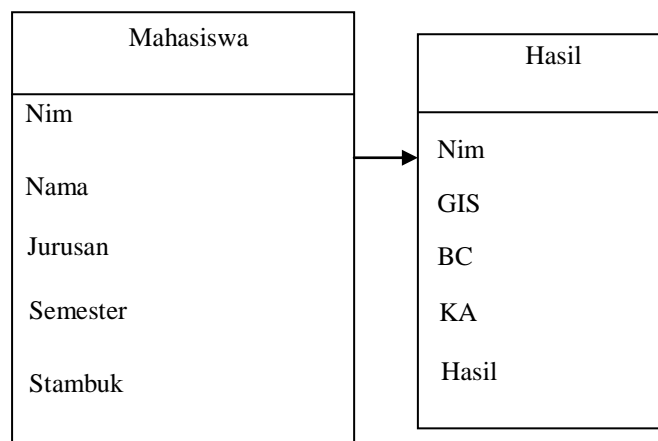 Mahasiswa
Nim
Nama
Jurusan
Semester
Stambuk
Hasil
Nim
GIS
BC
KA
Hasil